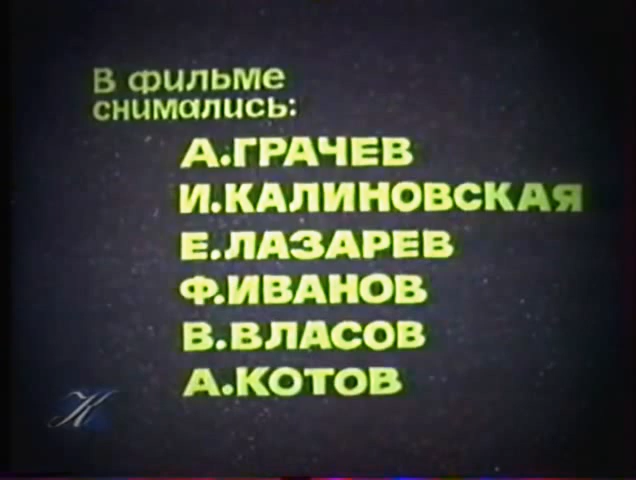 В фильме
снимались:
А.ГРАЧЕВ
И.КАЛИНОВСКАЯ
Е.ЛАЗАРЕВ
Ф.ИВАНОВ
В.ВЛАСОВ
А.КОТОВ
К